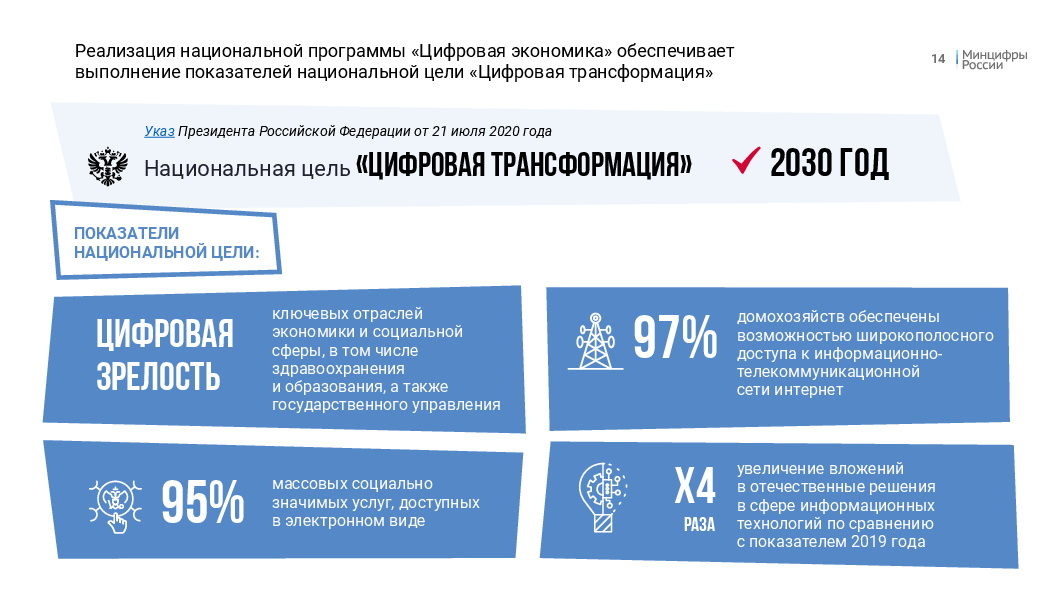 Реализация национальной программы «Цифровая экономика» обеспечивает
выполнение показателей национальной цели «Цифровая трансформация»
14
Минцифры
России
Указ Президента Российской Федерации от 21 июля 2020 года
Национальная цель «ЦИФРОВАЯ ТРАНСФОРМАЦИЯ»
2030 ГОД
ПОКАЗАТЕЛИ
НАЦИОНАЛЬНОЙ ЦЕЛИ:
ЦИФРОВАЯ
ЗРЕЛОСТЬ
ключевых отраслей
экономики и социальной
сферы, в том числе
здравоохранения
и образования, а также
государственного управления
97%
домохозяйств обеспечены
возможностью широкополосного
доступа к информационно-
телекоммуникационной
сети интернет
95%
массовых социально
значимых услуг, доступных
в электронном виде
X4
РАЗА
увеличение вложений
в отечественные решения
в сфере информационных
технологий по сравнению
с показателем 2019 года